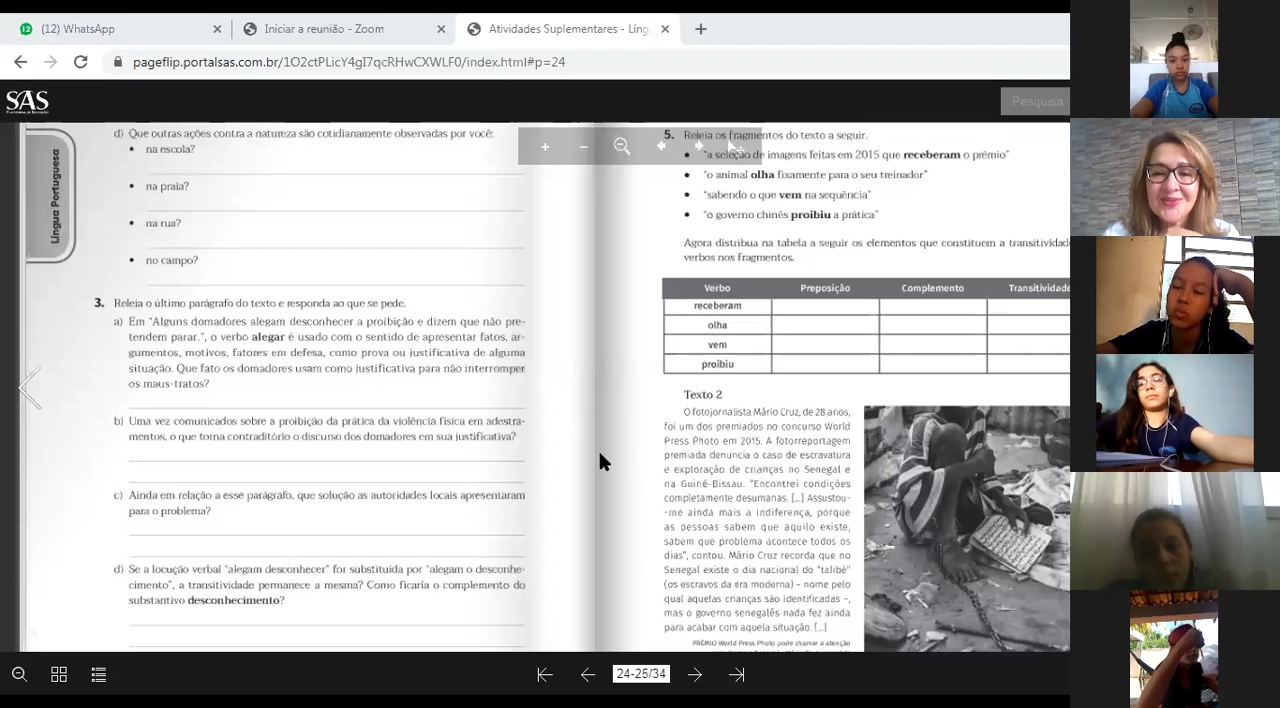 (12) WhatsApp
Iniciar a reunião - Zoom
Atividades Suplementares - Líng
pageflip.portalsas.com.br/1O2ctPLicY4gI7qcRHwCXWLF0/index.html#p=24
SAS
Pesquisa
Língua Portuguesa
d) Que outras ações contra a natureza são cotidianamente observadas por você:
• na escola?
• na praia?
• na rua?
• no campo?
3. Releia o último parágrafo do texto e responda ao que se pede.
a) Em "Alguns domadores alegam desconhecer a proibição e dizem que não pre-
tendem parar.", o verbo alegar é usado com o sentido de apresentar fatos, ar-
gumentos, motivos, fatores em defesa, como prova ou justificativa de alguma
situação. Que fato os domadores usam como justificativa para não interromper
os maus-tratos?
b) Uma vez comunicados sobre a proibição da prática da violência física em adestra-
mentos, o que torna contraditório o discurso dos domadores em sua justificativa?
c) Ainda em relação a esse parágrafo, que solução as autoridades locais apresentaram
para o problema?
d) Se a locução verbal "alegam desconhecer" for substituída por "alegam o desconhe-
cimento", a transitividade permanece a mesma? Como ficaria o complemento do
substantivo desconhecimento?
5. Releia os fragmentos do texto a seguir.
• "a seleção de imagens feitas em 2015 que receberam o prêmio"
• "o animal olha fixamente para o seu treinador"
• "sabendo o que vem na sequência"
• "o governo chinês proibiu a prática"
Agora distribua na tabela a seguir os elementos que constituem a transitividade
verbos nos fragmentos.
Verbo Preposição Complemento Transitividade
receberam
olha
vem
proibiu
Texto 2
O fotojornalista Mário Cruz, de 28 anos,
foi um dos premiados no concurso World
Press Photo em 2015. A fotorreportagem
premiada denuncia o caso de escravatura
e exploração de crianças no Senegal e
na Guiné-Bissau. "Encontrei condições
completamente desumanas. [...] Assustou-
-me ainda mais a indiferença, porque
as pessoas sabem que aquilo existe,
sabem que problema acontece todos os
dias", contou. Mário Cruz recorda que no
Senegal existe o dia nacional do "talibé"
(os escravos da era moderna) – nome pelo
qual aquelas crianças são identificadas –,
mas o governo senegalês nada fez ainda
para acabar com aquela situação. [...]
PRÊMIO World Press Photo pode chamar a atenção
24-25/34